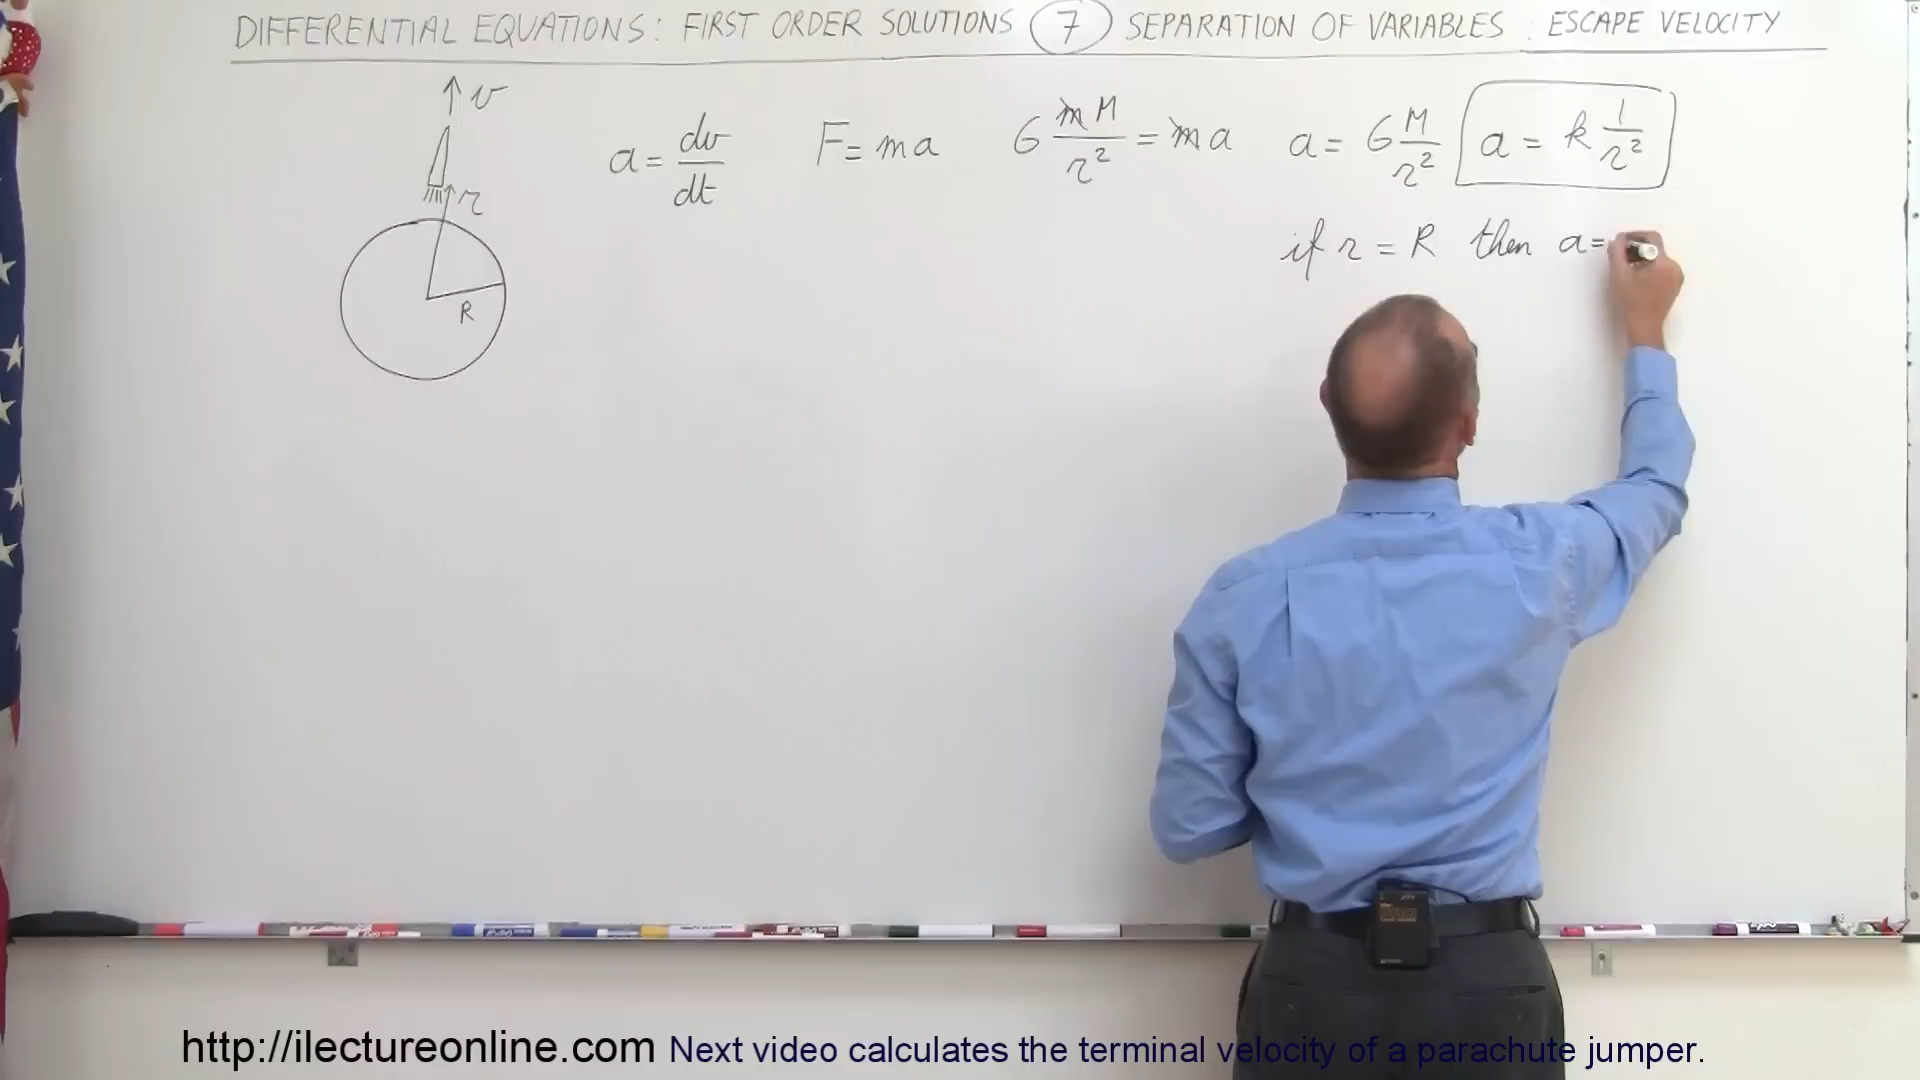 DIFFERENTIAL EQUATIONS: FIRST ORDER SOLUTIONS 7 SEPARATION OF VARIABLES : ESCAPE VELOCITY
v
a = dv/dt F = ma G mM/r² = ma a = G M/r² a = k 1/r²
r
if r = R then a =
R
http://ilectureonline.com Next video calculates the terminal velocity of a parachute jumper.